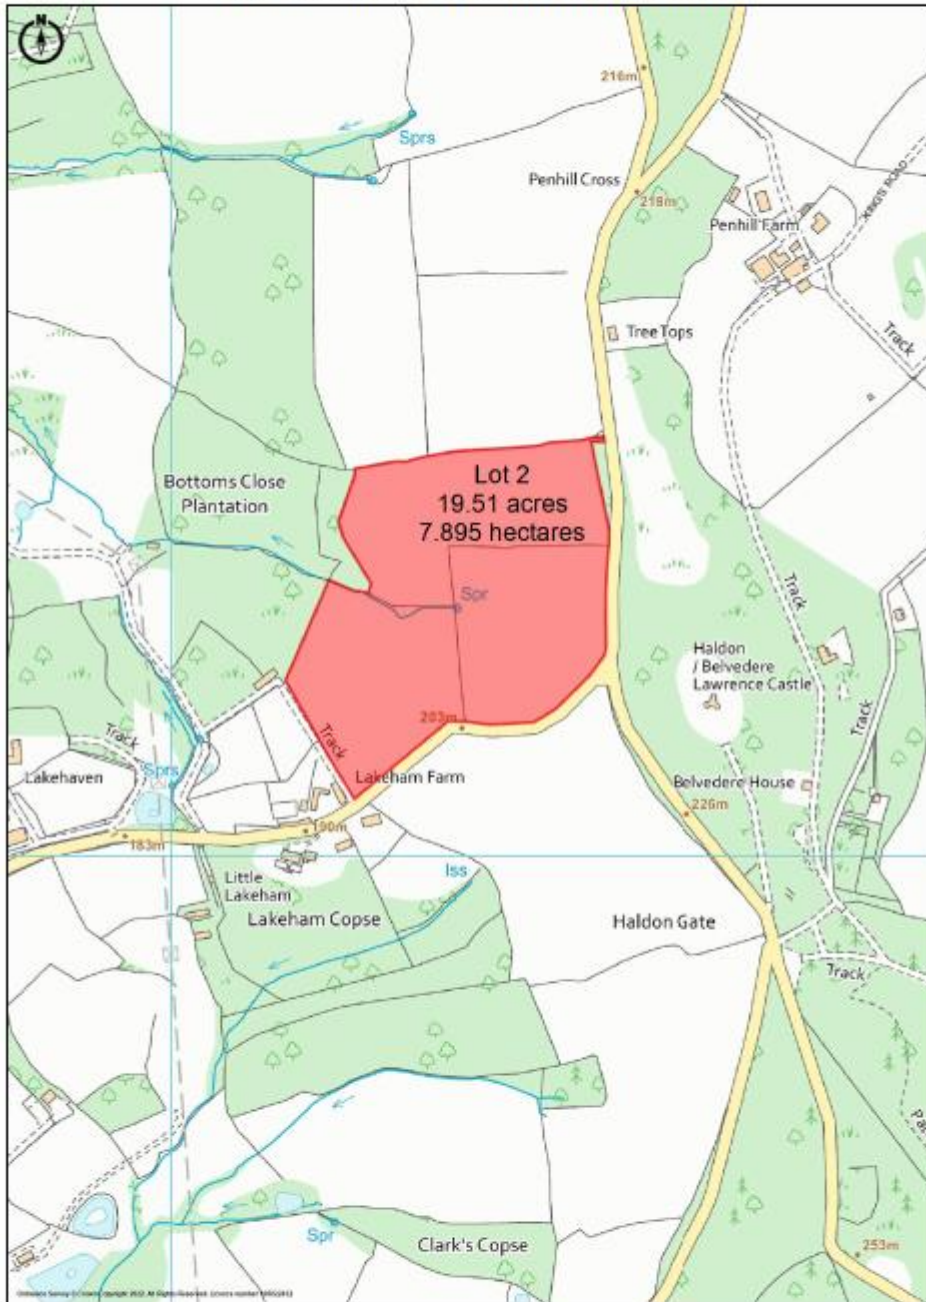 N
216m
Sprs
Penhill Cross
218m
KINGS ROAD
Penhill Farm
Tree Tops
Track
Lot 2
19.51 acres
7.895 hectares
Bottoms Close
Plantation
Spr
Track
Haldon
/ Belvedere
Lawrence Castle
203m
Track
Track
Track
Sprs
Lakehaven
Lakeham Farm
Belvedere House
226m
190m
183m
Iss
Little
Lakeham
Lakeham Copse
Haldon Gate
Track
Spr
Clark's Copse
253m